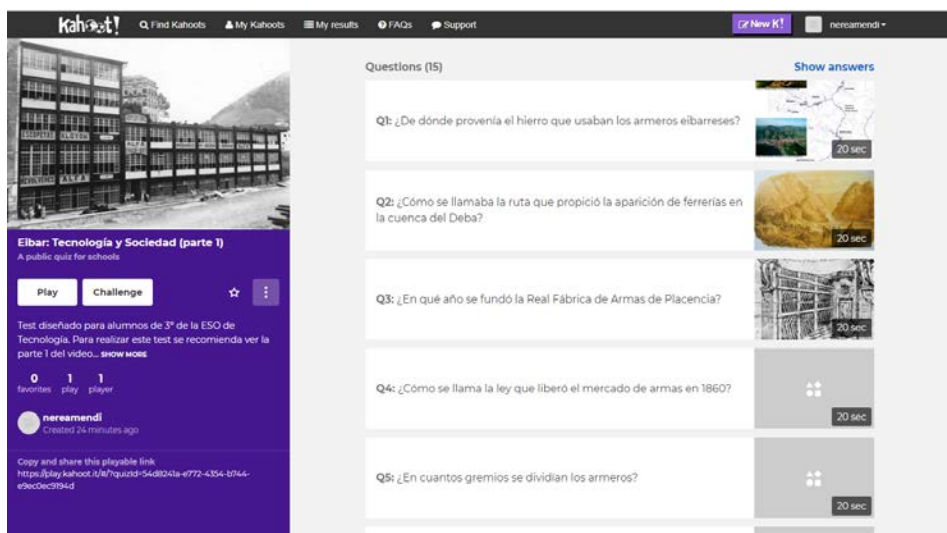 Kahoot!
Find Kahoots
My Kahoots
My results
FAQs
Support
New K!
nereamendi
ESCOPETAS ALCYON
ALFA
REVOLVERES ALFA
Eibar: Tecnología y Sociedad (parte 1)
A public quiz for schools
Play
Challenge
Test diseñado para alumnos de 3º de la ESO de
Tecnología. Para realizar este test se recomienda ver la
parte 1 del video... SHOW MORE
0 1 1
favorites play player
nereamendi
Created 24 minutes ago
Copy and share this playable link
https://play.kahoot.it/#/?quizId=54d8241a-e772-4354-b744-
e9ec0ec9194d
Questions (15)
Show answers
Q1: ¿De dónde provenía el hierro que usaban los armeros eibarreses?
20 sec
Q2: ¿Cómo se llamaba la ruta que propició la aparición de ferrerías en
la cuenca del Deba?
20 sec
Q3: ¿En qué año se fundó la Real Fábrica de Armas de Placencia?
20 sec
Q4: ¿Cómo se llama la ley que liberó el mercado de armas en 1860?
20 sec
Q5: ¿En cuantos gremios se dividían los armeros?
20 sec